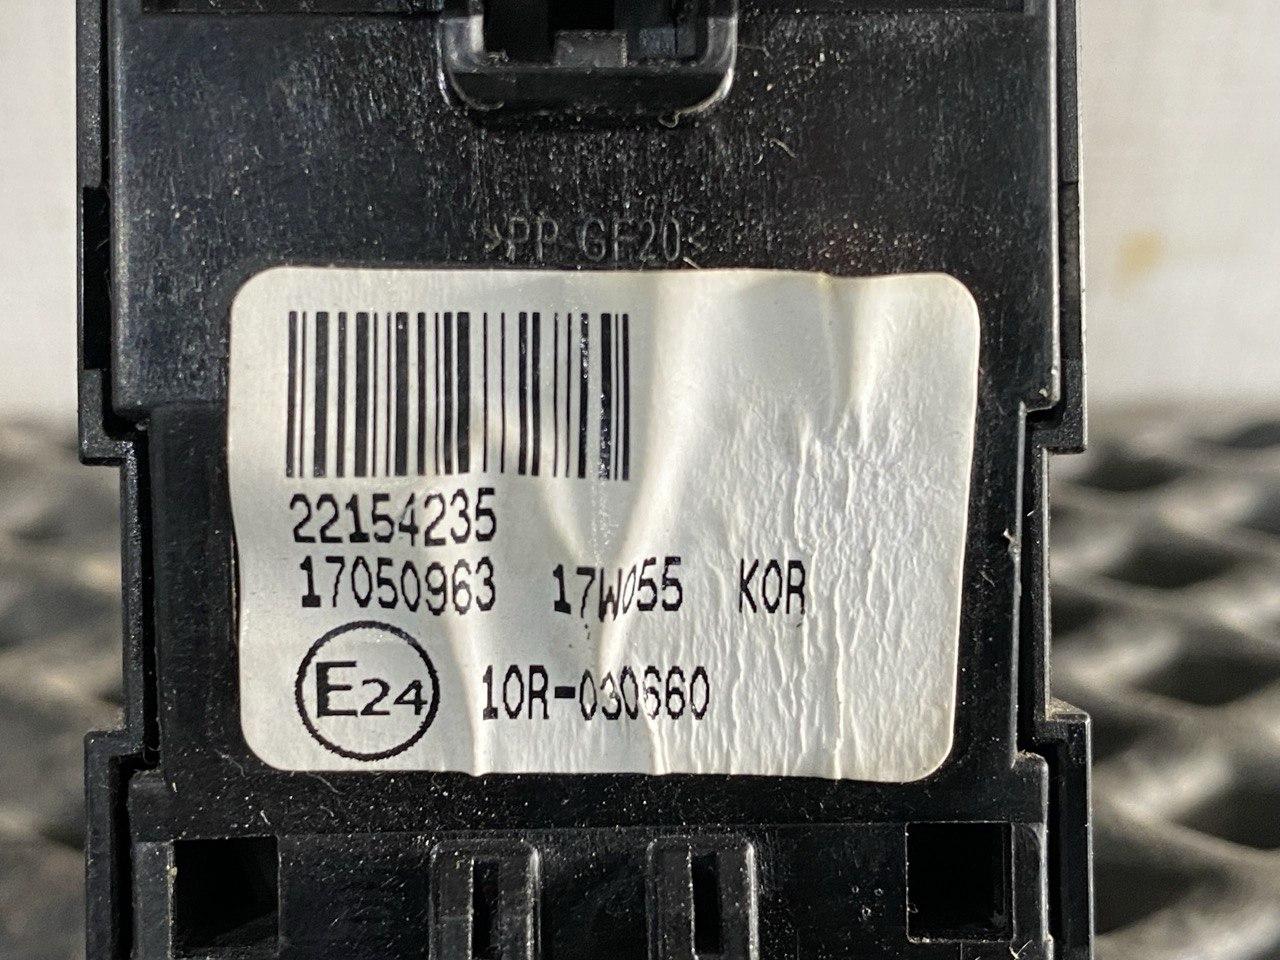 >PP GF20<
22154235
17050963 17W055 KOR
E24 10R-030660